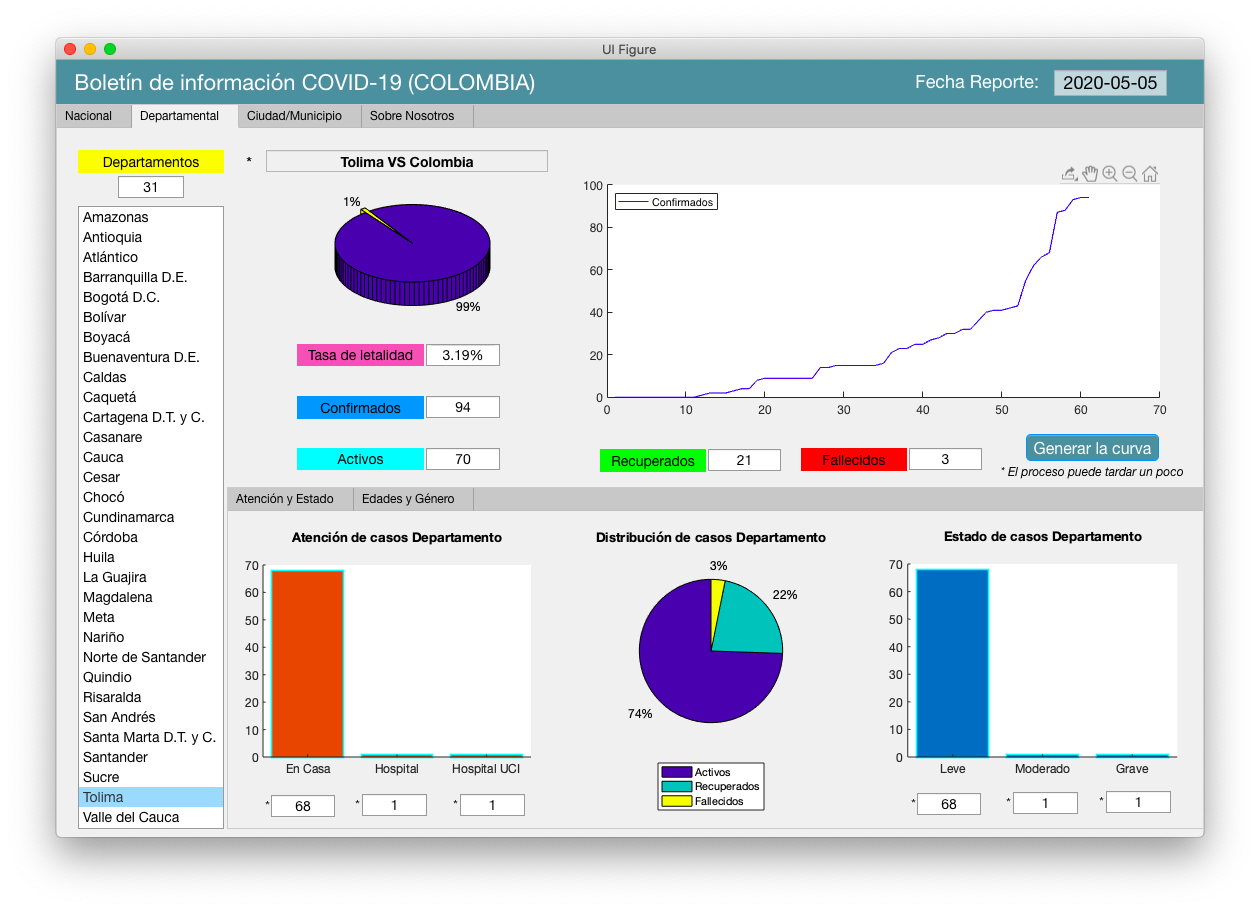 UI Figure
Boletín de información COVID-19 (COLOMBIA)
Fecha Reporte: 2020-05-05
Nacional Departamental Ciudad/Municipio Sobre Nosotros
Departamentos
31
Amazonas
Antioquia
Atlántico
Barranquilla D.E.
Bogotá D.C.
Bolívar
Boyacá
Buenaventura D.E.
Caldas
Caquetá
Cartagena D.T. y C.
Casanare
Cauca
Cesar
Chocó
Cundinamarca
Córdoba
Huila
La Guajira
Magdalena
Meta
Nariño
Norte de Santander
Quindio
Risaralda
San Andrés
Santa Marta D.T. y C.
Santander
Sucre
Tolima
Valle del Cauca
* Tolima VS Colombia
1%
99%
Tasa de letalidad 3.19%
Confirmados 94
Activos 70
Confirmados
100
80
60
40
20
0
0 10 20 30 40 50 60 70
Recuperados 21
Fallecidos 3
Generar la curva
* El proceso puede tardar un poco
Atención y Estado Edades y Género
Atención de casos Departamento
70
60
50
40
30
20
10
0
En Casa Hospital Hospital UCI
* 68 * 1 * 1
Distribución de casos Departamento
3%
22%
74%
Activos
Recuperados
Fallecidos
Estado de casos Departamento
70
60
50
40
30
20
10
0
Leve Moderado Grave
* 68 * 1 * 1